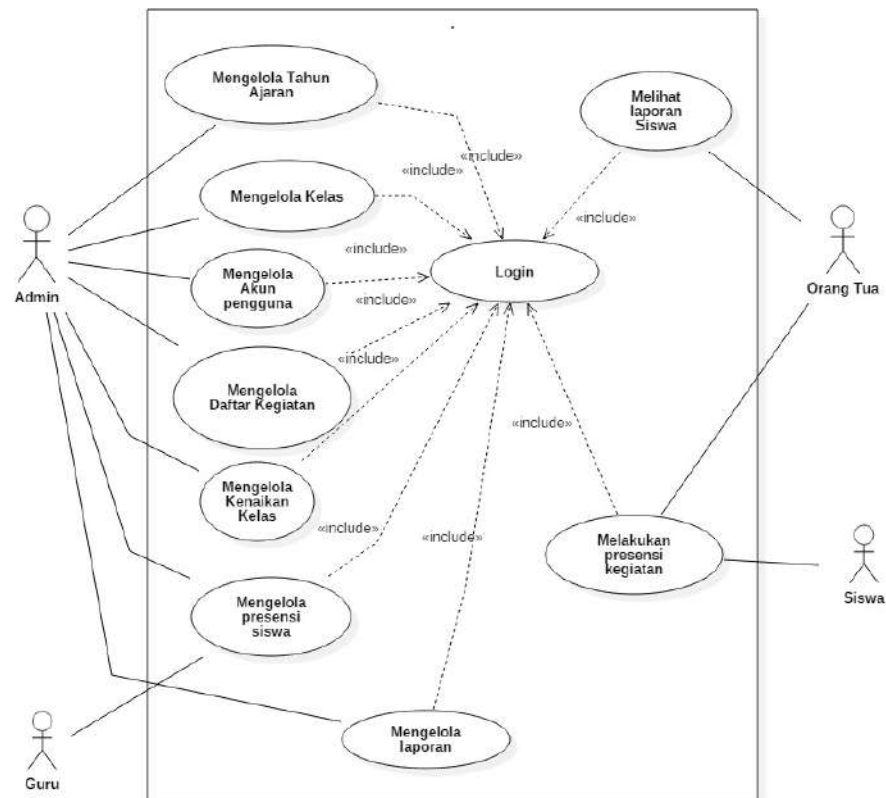 Mengelola Tahun
Ajaran
Melihat
laporan
Siswa
«include»
«include»
Mengelola Kelas
«include»
Admin
«include»
Login
Orang Tua
Mengelola
Akun
pengguna
«include»
«include»
Mengelola
Daftar Kegiatan
«include»
Mengelola
Kenaikan
Kelas
«include»
«include»
Melakukan
presensi
kegiatan
Siswa
Mengelola
presensi
siswa
Mengelola
laporan
Guru